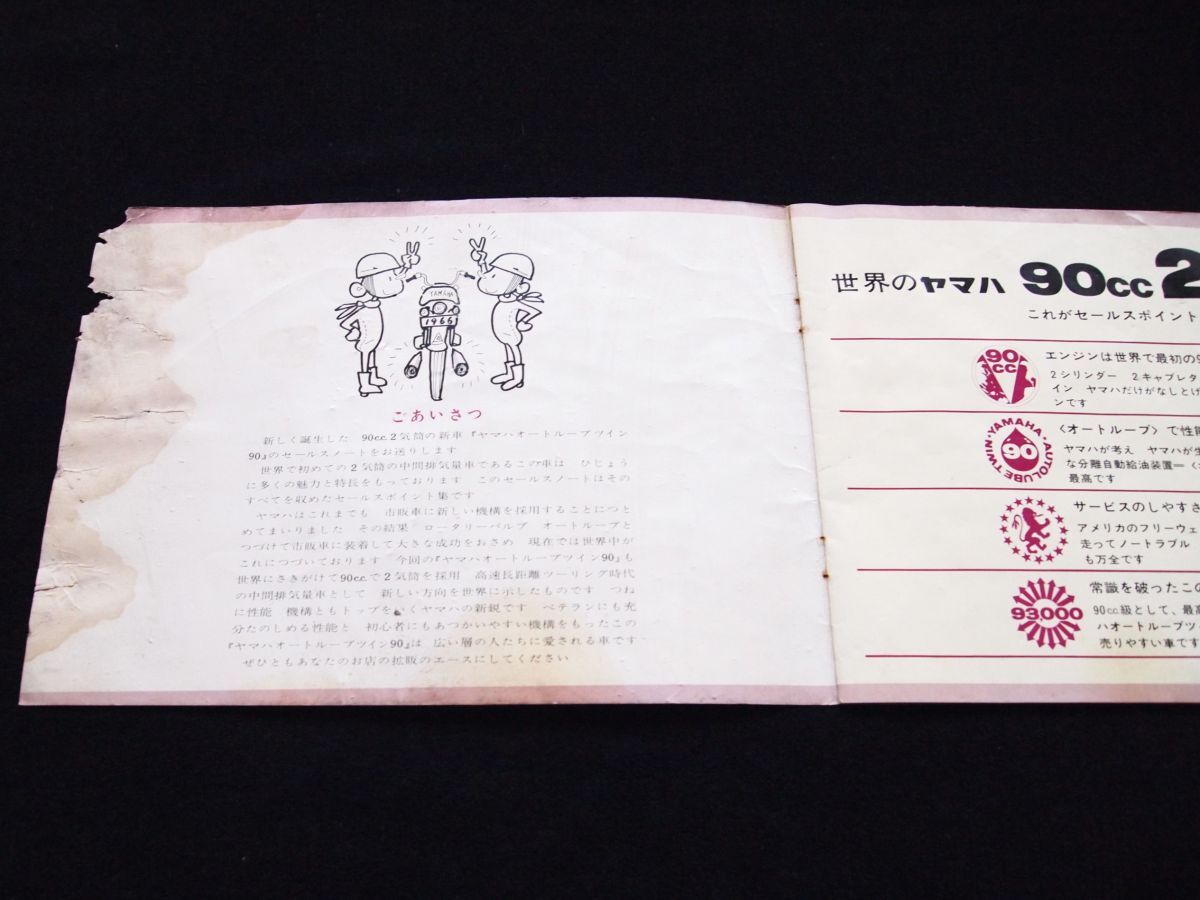 YAMAHA
1966
ごあいさつ
新しく誕生した 90cc.2気筒の新車『ヤマハオートルーブツイン
90』のセールスノートをお送りします
世界で初めての2気筒の中間排気量車であるこの車は ひじょう
に多くの魅力と特長をもっております このセールスノートはその
すべてを収めたセールスポイント集です
ヤマハはこれまでも 市販車に新しい機構を採用することにつと
めてまいりました その結果 ロータリーバルブ オートルーブと
つづけて市販車に装着して大きな成功をおさめ 現在では世界中が
これにつづいております 今回の『ヤマハオートルーブツイン90』も
世界にさきがけて90cc.で2気筒を採用 高速長距離ツーリング時代
の中間排気量車として 新しい方向を世界に示したものです つね
に性能 機構ともトップをいくヤマハの新鋭です ベテランにも充
分たのしめる性能と 初心者にもあつかいやすい機構をもったこの
『ヤマハオートルーブツイン90』は 広い層の人たちに愛される車です
ぜひともあなたのお店の拡販のエースにしてください
世界のヤマハ 90cc2
これがセールスポイント
90
CC
エンジンは世界で最初の9
2シリンダー 2キャブレタ
イン ヤマハだけがなしとげ
ンです
YAMAHA・AUTOLUBE TWIN・
90
〈オートルーブ〉で性能
ヤマハが考え ヤマハが生
な分離自動給油装置=〈
最高です
サービスのしやすさ
アメリカのフリーウェ
走ってノートラブル
も万全です
93,000
常識を破ったこの
90cc級として、最高
ハオートルーブツ
売りやすい車です